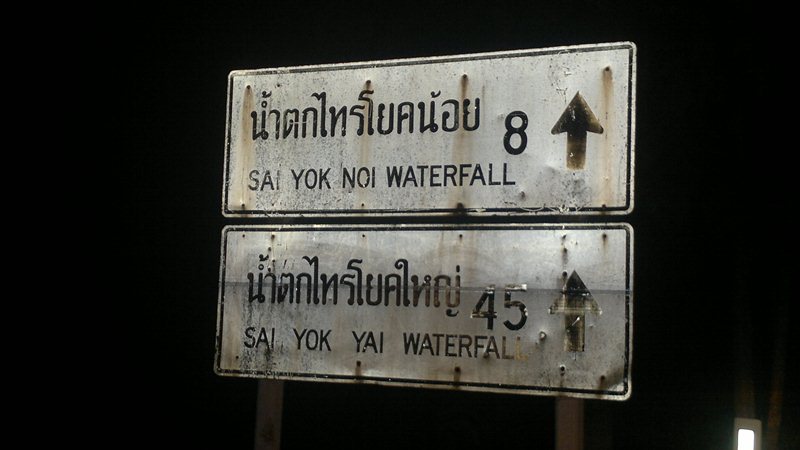 น้ำตกไทรโยคน้อย 8
SAI YOK NOI WATERFALL
น้ำตกไทรโยคใหญ่ 45
SAI YOK YAI WATERFALL